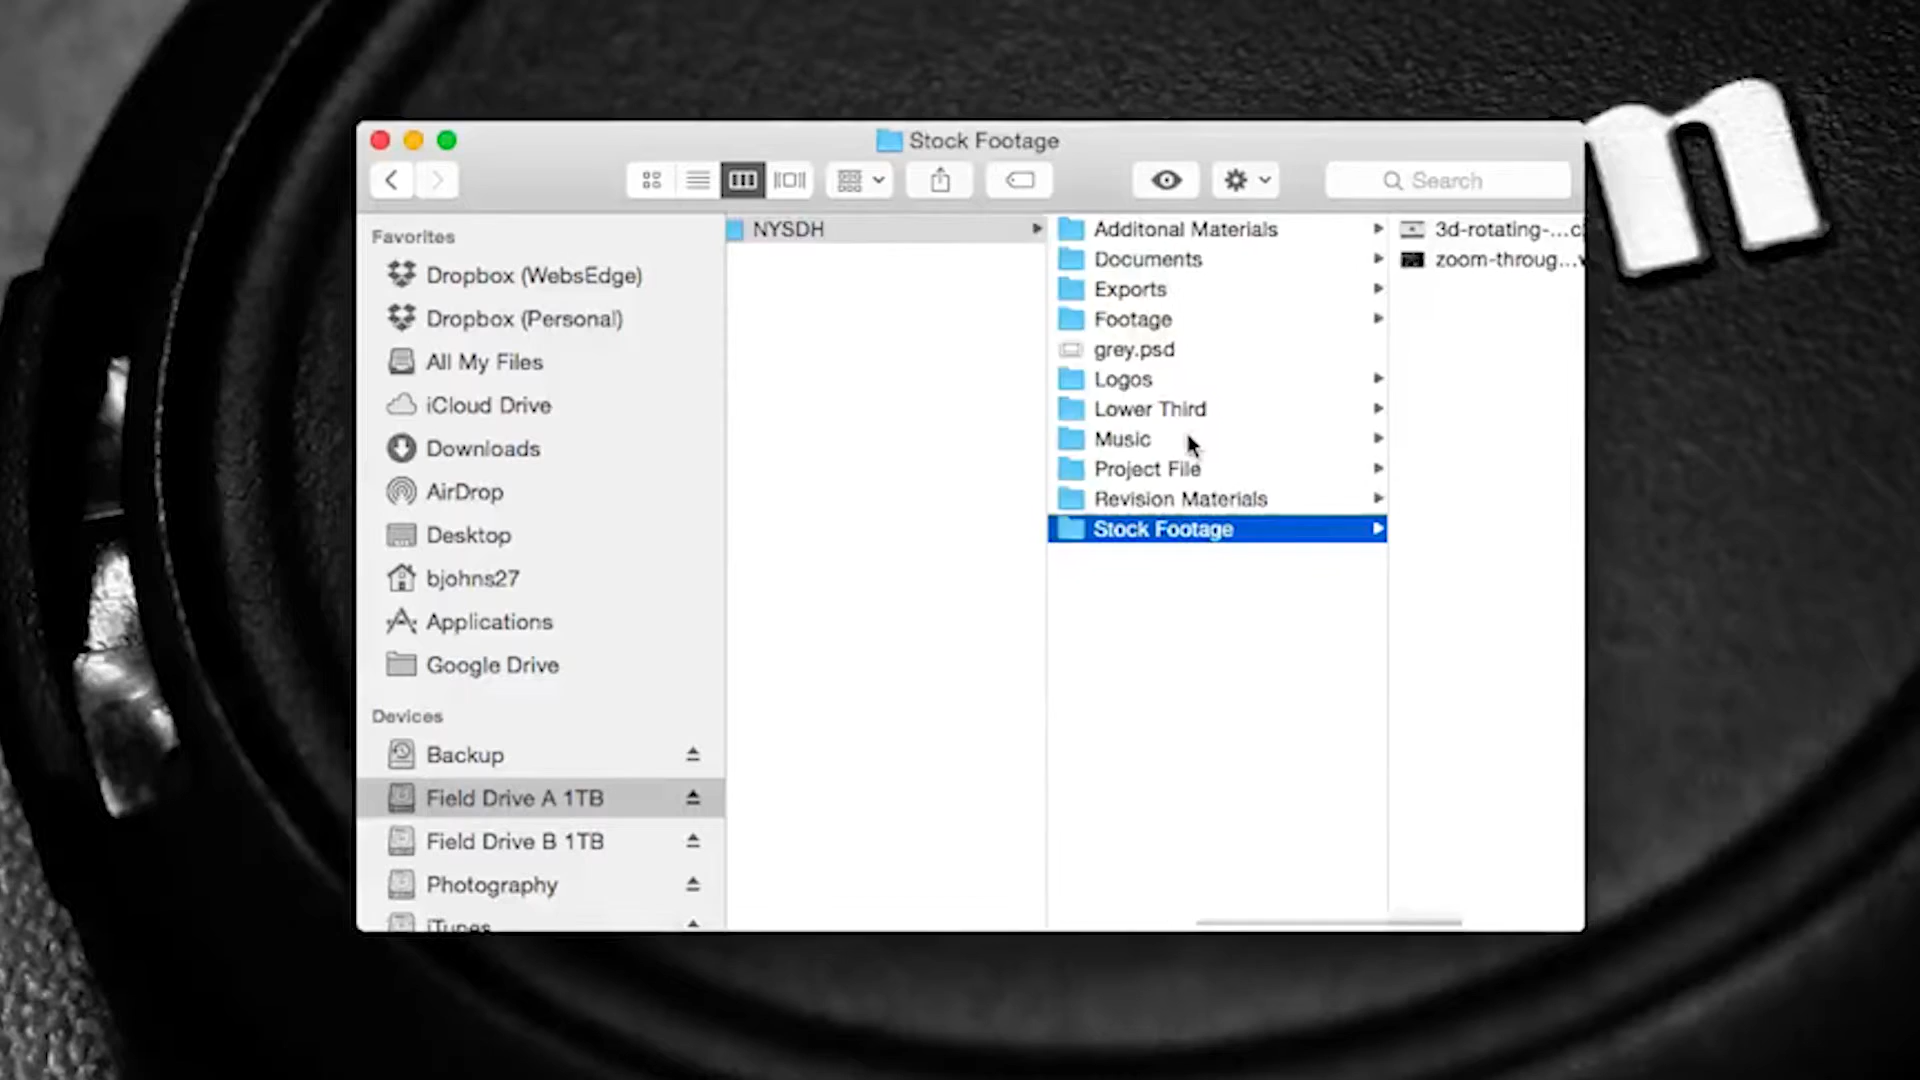 Stock Footage
Search
Favorites
Dropbox (WebsEdge)
Dropbox (Personal)
All My Files
iCloud Drive
Downloads
AirDrop
Desktop
bjohns27
Applications
Google Drive
Devices
Backup
Field Drive A 1TB
Field Drive B 1TB
Photography
iTunes
NYSDH
Additonal Materials
Documents
Exports
Footage
grey.psd
Logos
Lower Third
Music
Project File
Revision Materials
Stock Footage
3d-rotating-...c
zoom-throug...v
n